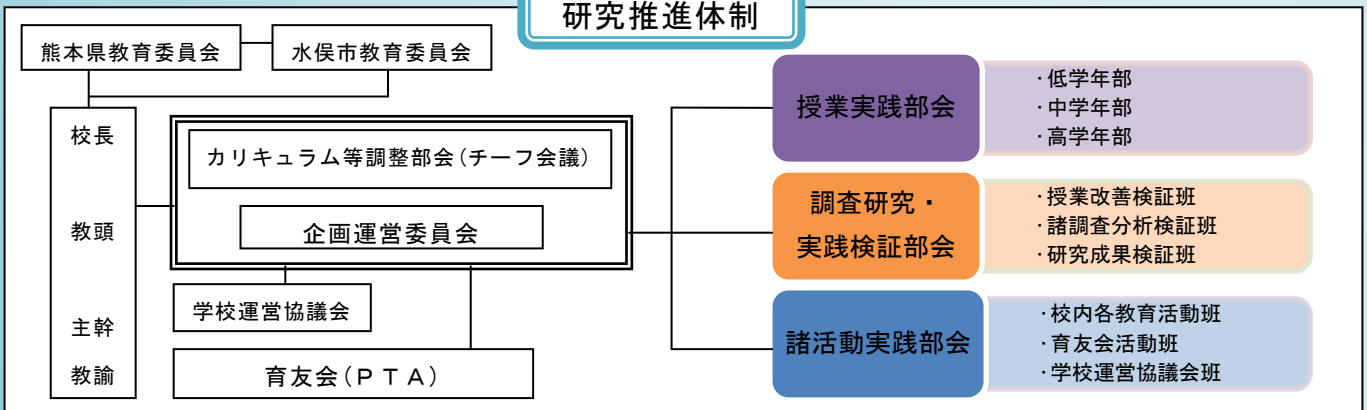 研究推進体制
熊本県教育委員会
水俣市教育委員会
校長
教頭
主幹
教諭
カリキュラム等調整部会(チーフ会議)
企画運営委員会
学校運営協議会
育友会(ＰＴＡ)
授業実践部会
・低学年部
・中学年部
・高学年部
調査研究・
実践検証部会
・授業改善検証班
・諸調査分析検証班
・研究成果検証班
諸活動実践部会
・校内各教育活動班
・育友会活動班
・学校運営協議会班